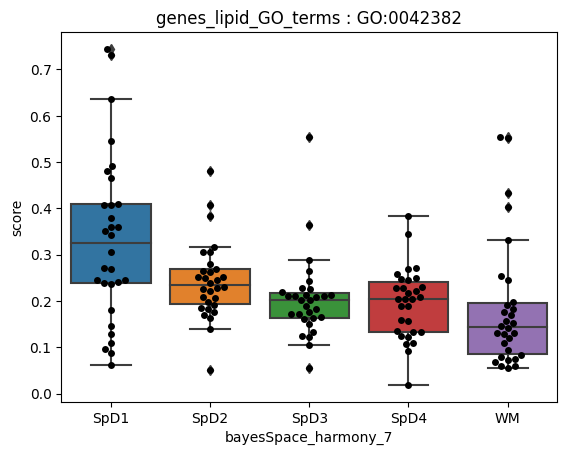 genes_lipid_GO_terms : GO:0042382
score
0.7
0.6
0.5
0.4
0.3
0.2
0.1
0.0
SpD1 SpD2 SpD3 SpD4 WM
bayesSpace_harmony_7